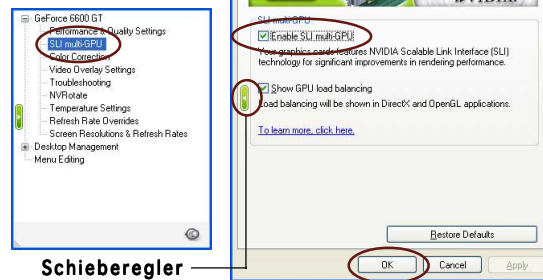 GeForce 6600 GT
Performance & Quality Settings
SLI multi-GPU
Color Correction
Video Overlay Settings
Troubleshooting
NVRotate
Temperature Settings
Refresh Rate Overrides
Screen Resolutions & Refresh Rates
Desktop Management
Menu Editing
SLI multi-GPU
Enable SLI multi-GPU
Your graphics cards features NVIDIA Scalable Link Interface (SLI)
technology for significant improvements in rendering performance.
Show GPU load balancing
Load balancing will be shown in DirectX and OpenGL applications.
To learn more, click here.
Restore Defaults
OK Cancel Apply
Schieberegler